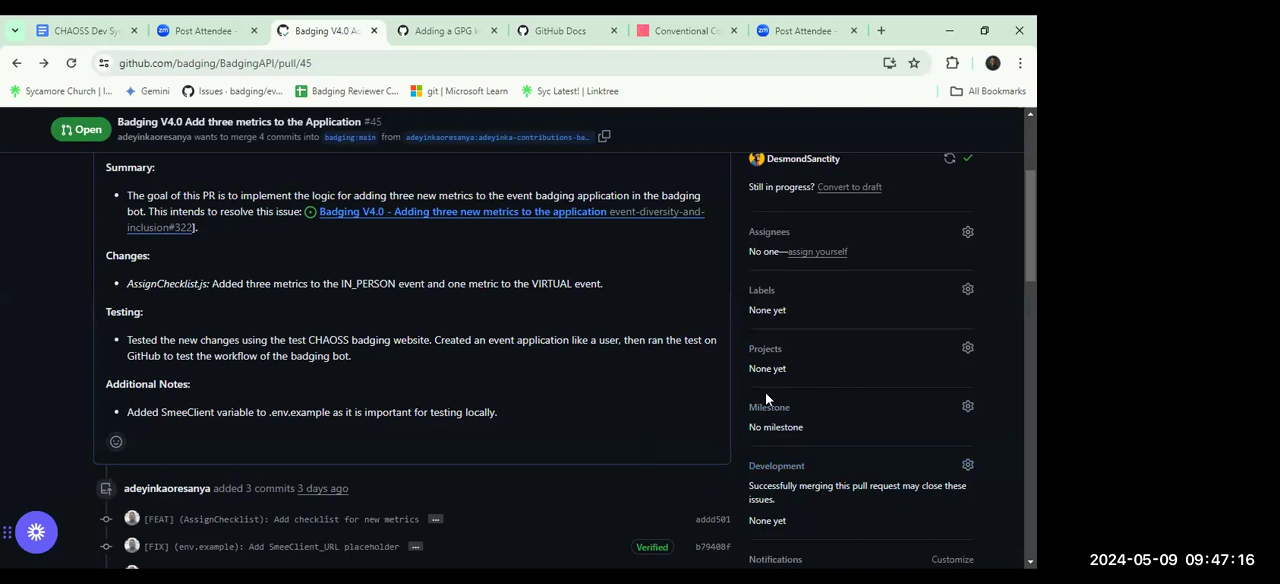 CHAOSS Dev Sy
Post Attendee -
Badging V4.0 Ad
Adding a GPG k
GitHub Docs
Conventional Co
Post Attendee -
github.com/badging/BadgingAPI/pull/45
Sycamore Church | l...
Gemini
Issues · badging/ev...
Badging Reviewer C...
git | Microsoft Learn
Syc Latest! | Linktree
All Bookmarks
Open
Badging V4.0 Add three metrics to the Application #45
adeyinkaoresanya wants to merge 4 commits into badging:main from adeyinkaoresanya:adeyinka-contributions-ba…
Summary:
The goal of this PR is to implement the logic for adding three new metrics to the event badging application in the badging
bot. This intends to resolve this issue: Badging V4.0 - Adding three new metrics to the application event-diversity-and-
inclusion#322].
Changes:
AssignChecklist.js: Added three metrics to the IN_PERSON event and one metric to the VIRTUAL event.
Testing:
Tested the new changes using the test CHAOSS badging website. Created an event application like a user, then ran the test on
GitHub to test the workflow of the badging bot.
Additional Notes:
Added SmeeClient variable to .env.example as it is important for testing locally.
adeyinkaoresanya added 3 commits 3 days ago
[FEAT] (AssignChecklist): Add checklist for new metrics ... addd501
[FIX] (env.example): Add SmeeClient_URL placeholder ... Verified b79408f
DesmondSanctity
Still in progress? Convert to draft
Assignees
No one—assign yourself
Labels
None yet
Projects
None yet
Milestone
No milestone
Development
Successfully merging this pull request may close these
issues.
None yet
Notifications Customize
2024-05-09 09:47:16